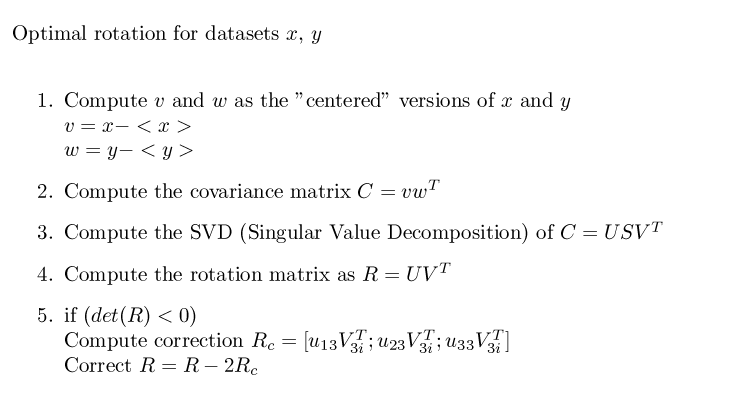 Optimal rotation for datasets x, y
1. Compute v and w as the ”centered” versions of x and y
v = x− < x >
w = y− < y >
2. Compute the covariance matrix C = vw^T
3. Compute the SVD (Singular Value Decomposition) of C = USV^T
4. Compute the rotation matrix as R = UV^T
5. if (det(R) < 0)
Compute correction R_c = [u_{13}V_{3i}^T; u_{23}V_{3i}^T; u_{33}V_{3i}^T]
Correct R = R − 2R_c